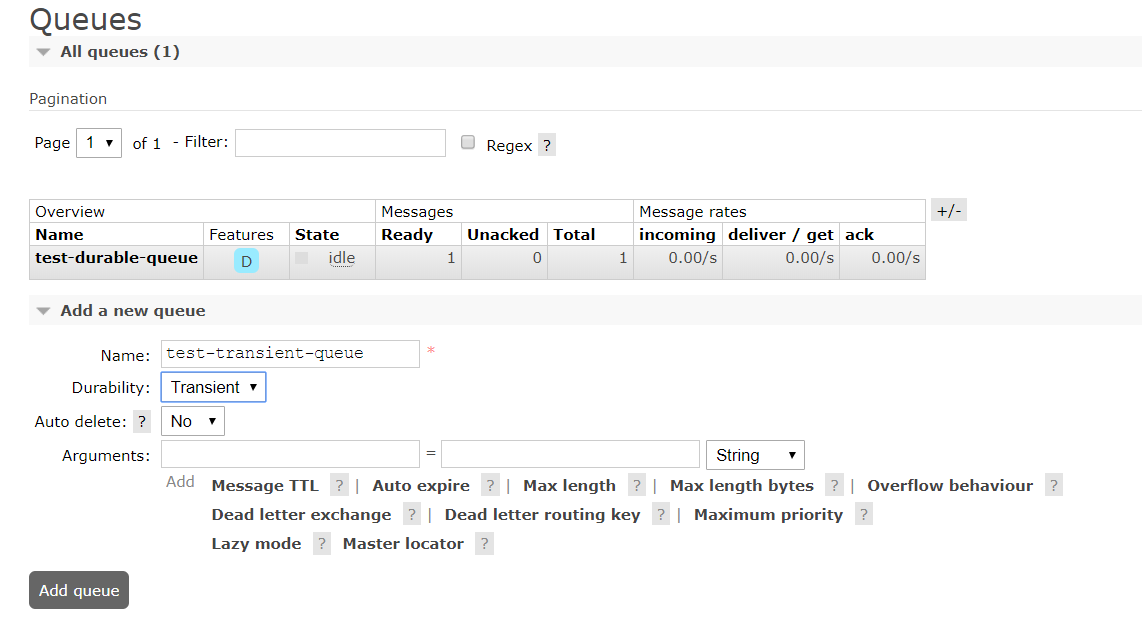 Queues
All queues (1)
Pagination
Page 1 of 1 - Filter: Regex ?
Overview Messages Message rates +/-
Name Features State Ready Unacked Total incoming deliver / get ack
test-durable-queue D idle 1 0 1 0.00/s 0.00/s 0.00/s
Add a new queue
Name: test-transient-queue *
Durability: Transient
Auto delete: ? No
Arguments: = String
Add Message TTL ? | Auto expire ? | Max length ? | Max length bytes ? | Overflow behaviour ?
Dead letter exchange ? | Dead letter routing key ? | Maximum priority ?
Lazy mode ? Master locator ?
Add queue